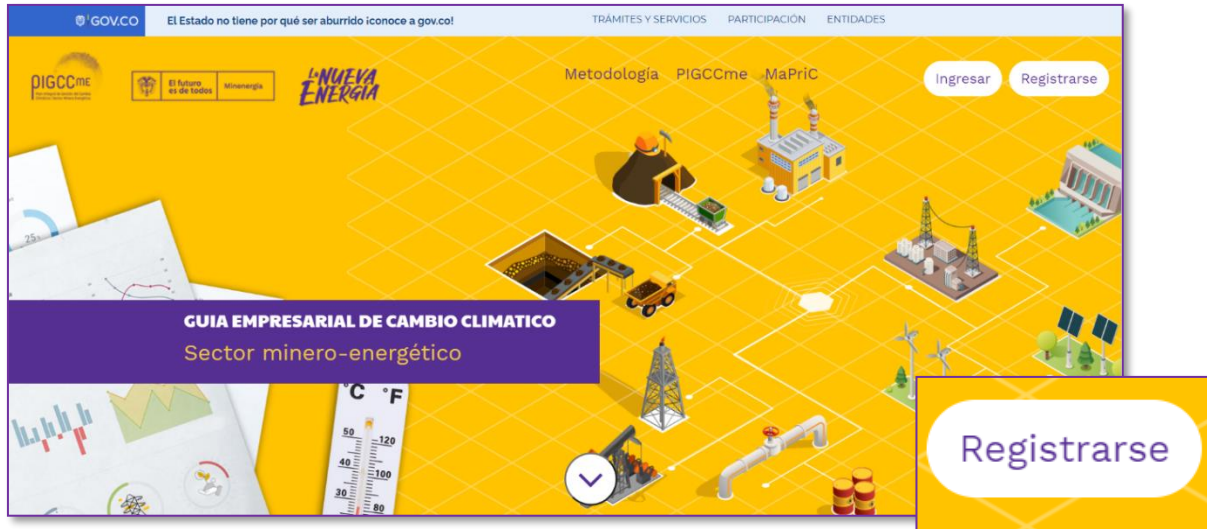 GOV.CO
El Estado no tiene por qué ser aburrido ¡conoce a gov.co!
TRÁMITES Y SERVICIOS PARTICIPACIÓN ENTIDADES
PIGCCme
El futuro
es de todos
Minenergía
LA NUEVA
ENERGÍA
Metodología PIGCCme MaPriC
Ingresar Registrarse
25%
GUIA EMPRESARIAL DE CAMBIO CLIMATICO
Sector minero-energético
°C °F
50 120
40 100
30 80
Registrarse